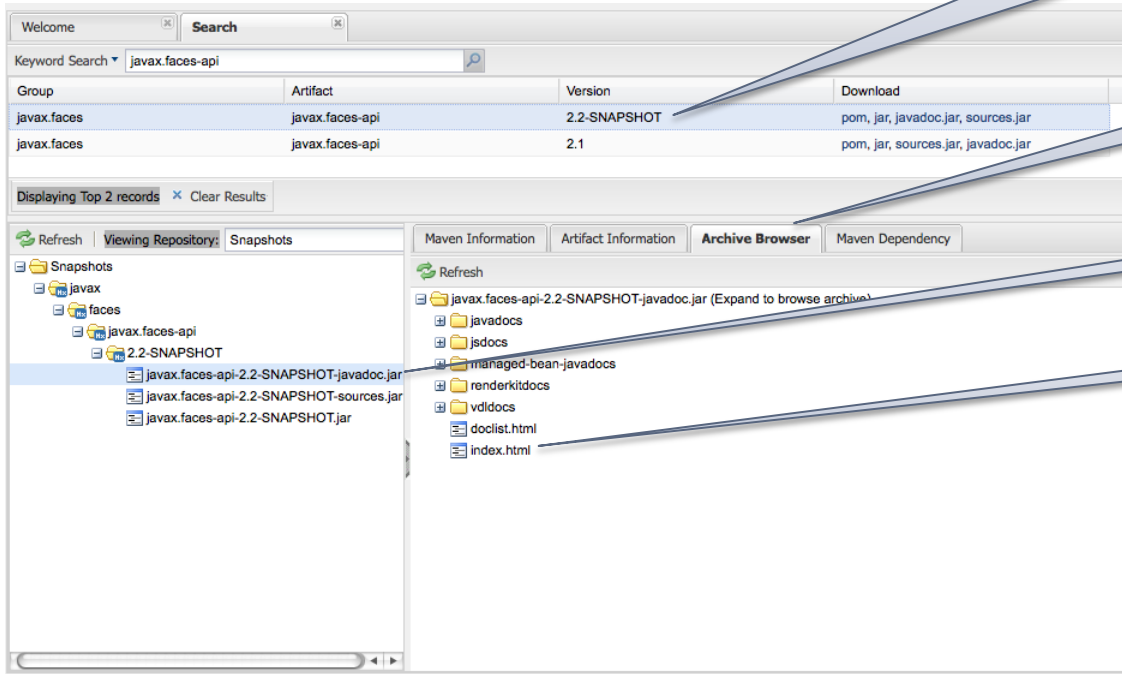 Welcome Search
Keyword Search javax.faces-api
Group Artifact Version Download
javax.faces javax.faces-api 2.2-SNAPSHOT pom, jar, javadoc.jar, sources.jar
javax.faces javax.faces-api 2.1 pom, jar, sources.jar, javadoc.jar
Displaying Top 2 records Clear Results
Refresh Viewing Repository: Snapshots
Snapshots
javax
faces
javax.faces-api
2.2-SNAPSHOT
javax.faces-api-2.2-SNAPSHOT-javadoc.jar
javax.faces-api-2.2-SNAPSHOT-sources.jar
javax.faces-api-2.2-SNAPSHOT.jar
Maven Information Artifact Information Archive Browser Maven Dependency
Refresh
javax.faces-api-2.2-SNAPSHOT-javadoc.jar (Expand to browse archive)
javadocs
jsdocs
managed-bean-javadocs
renderkitdocs
vdldocs
doclist.html
index.html